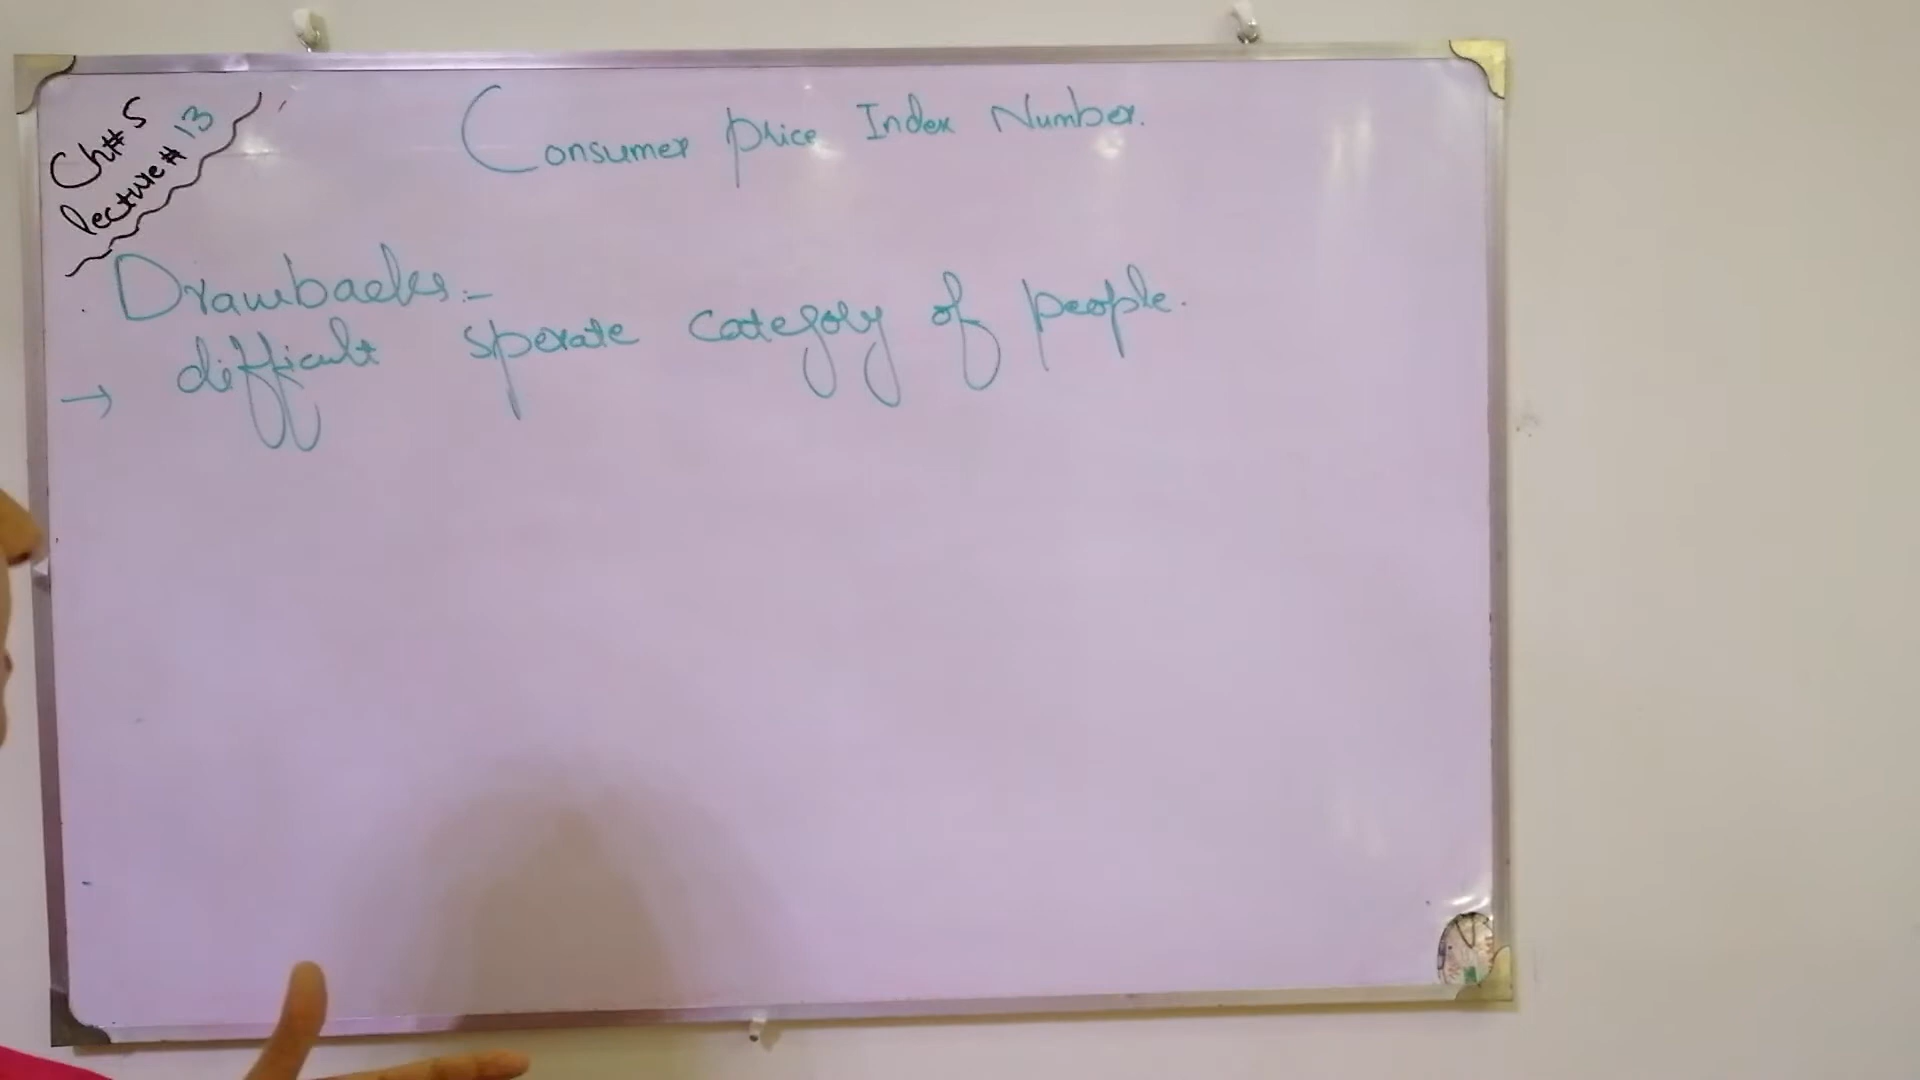 Ch# 5
lecture# 13
Consumer price Index Number.
Drawbacks:-
→ difficult sperate category of people.